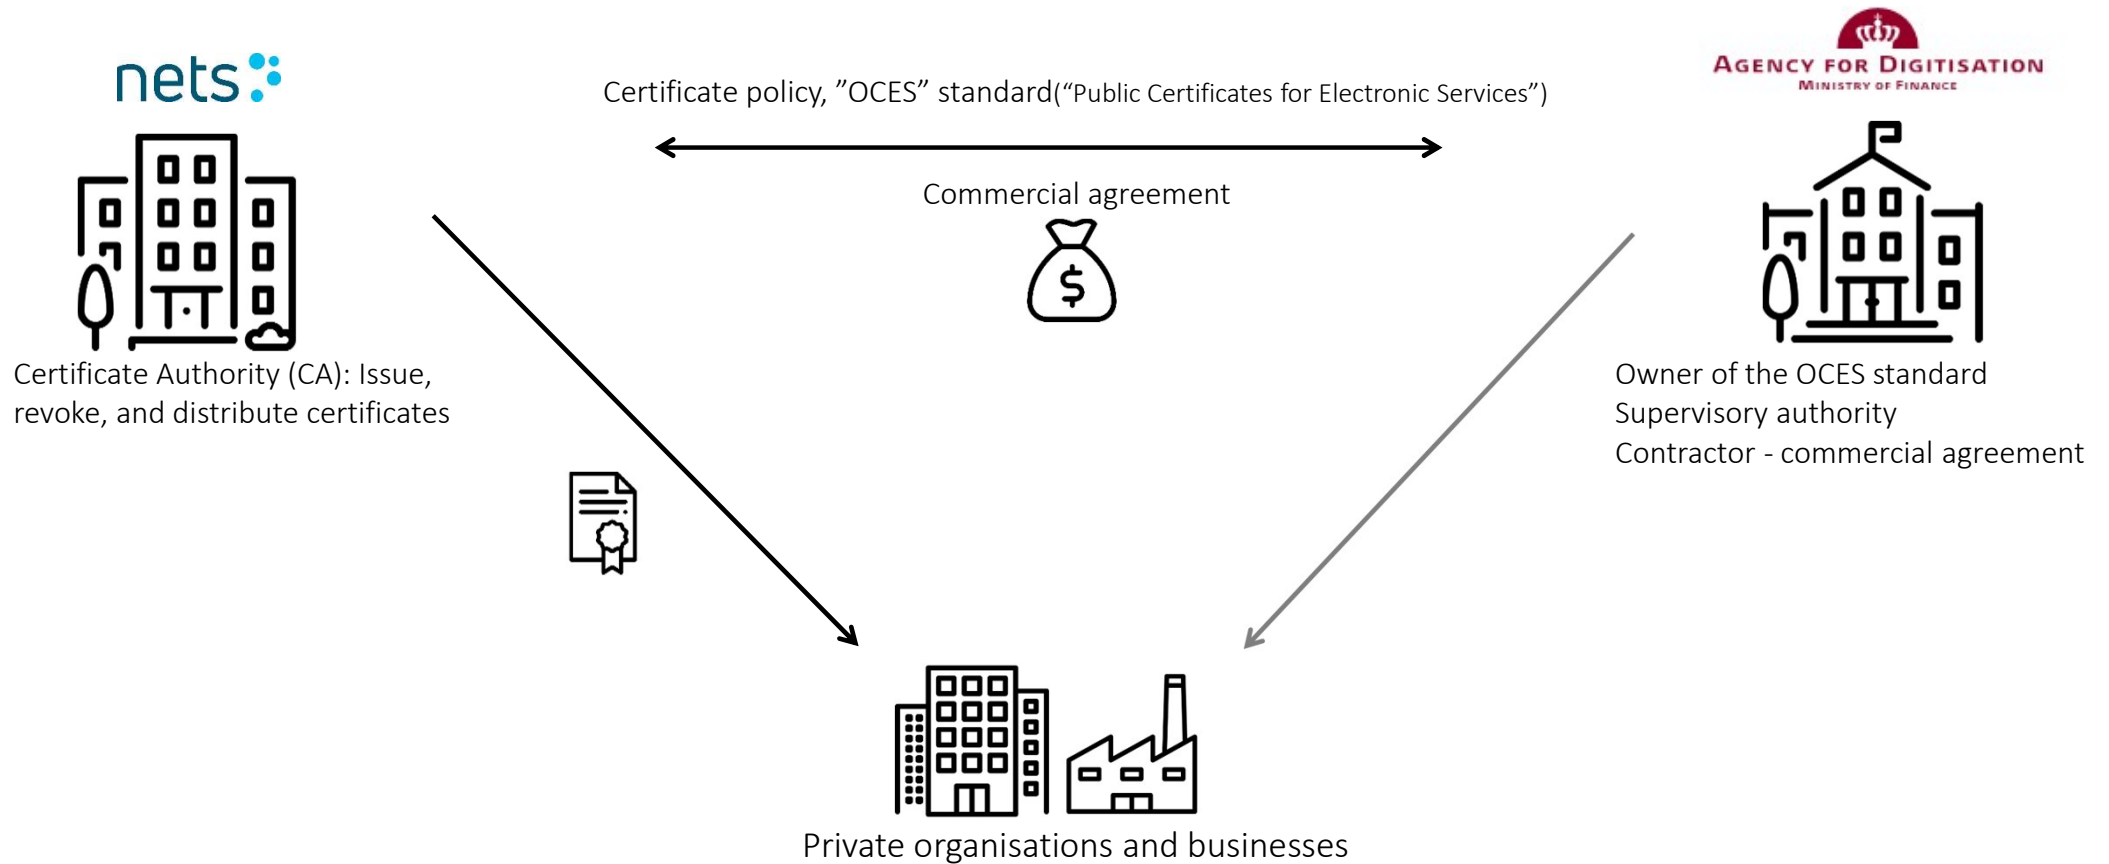 nets
AGENCY FOR DIGITISATION
MINISTRY OF FINANCE
Certificate policy, ”OCES” standard(“Public Certificates for Electronic Services”)
Commercial agreement
$
Certificate Authority (CA): Issue,
revoke, and distribute certificates
Owner of the OCES standard
Supervisory authority
Contractor - commercial agreement
Private organisations and businesses